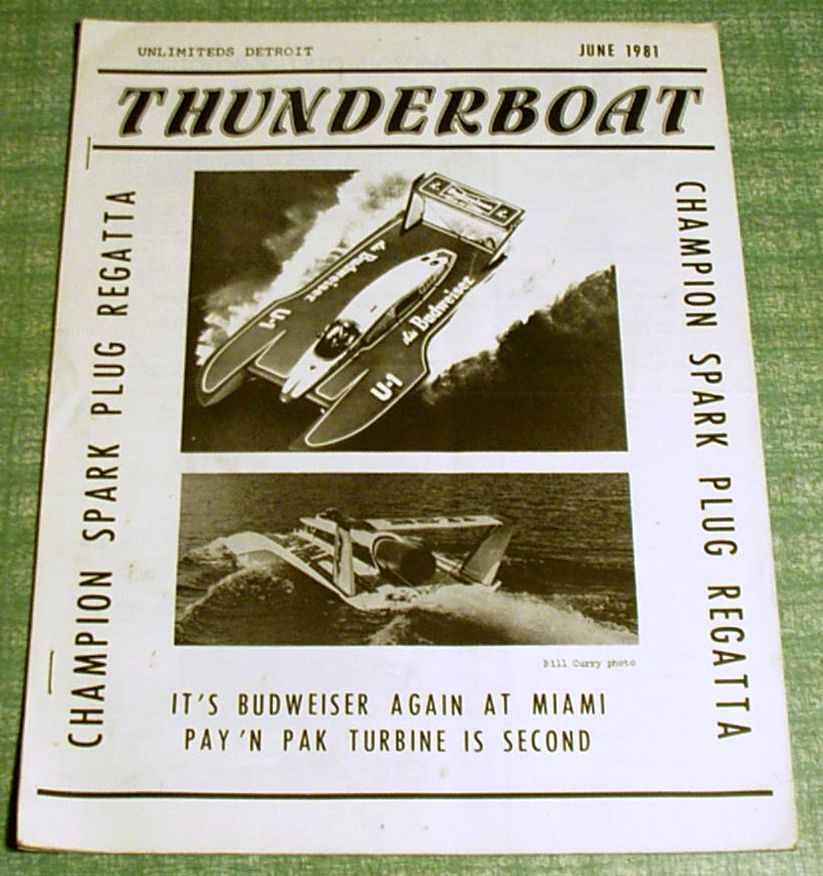 UNLIMITEDS DETROIT
JUNE 1981
THUNDERBOAT
CHAMPION SPARK PLUG REGATTA
CHAMPION SPARK PLUG REGATTA
Budweiser
U-1
Budweiser
U-1
Bill Curry photo
IT'S BUDWEISER AGAIN AT MIAMI
PAY'N PAK TURBINE IS SECOND